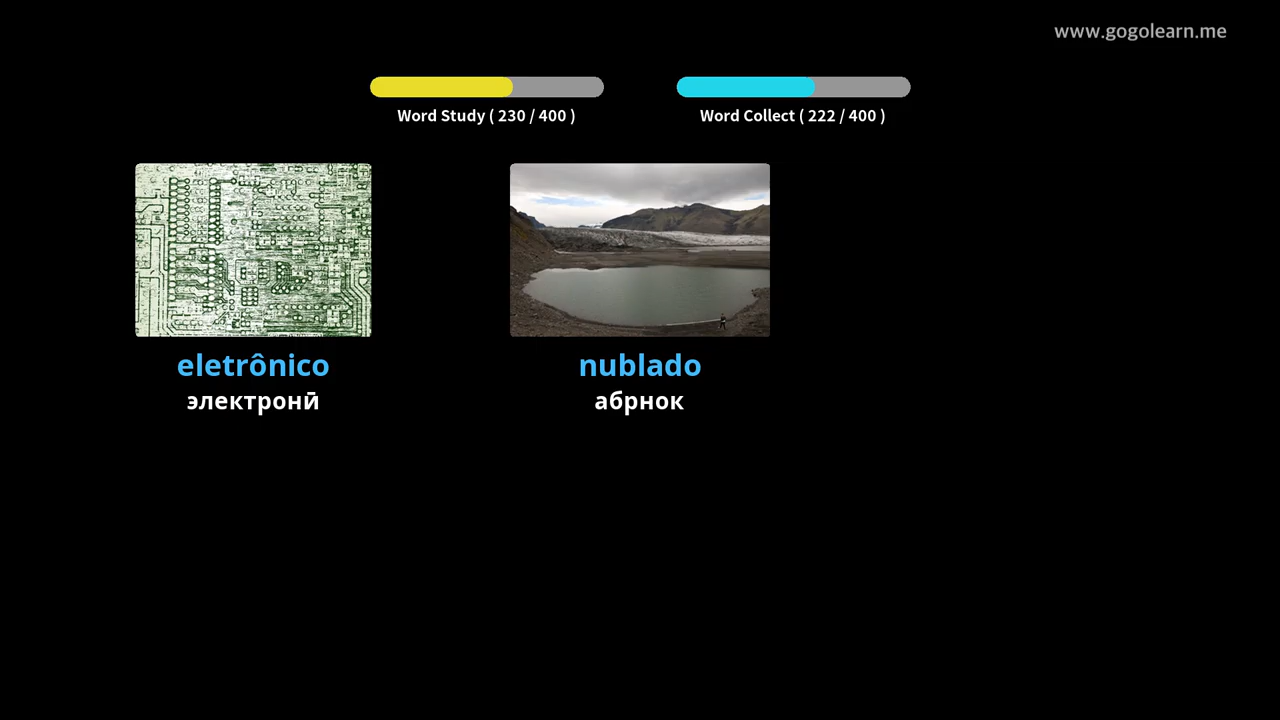 www.gogolearn.me
Word Study ( 230 / 400 )
Word Collect ( 222 / 400 )
eletrônico
nublado
электронӣ
абрнок